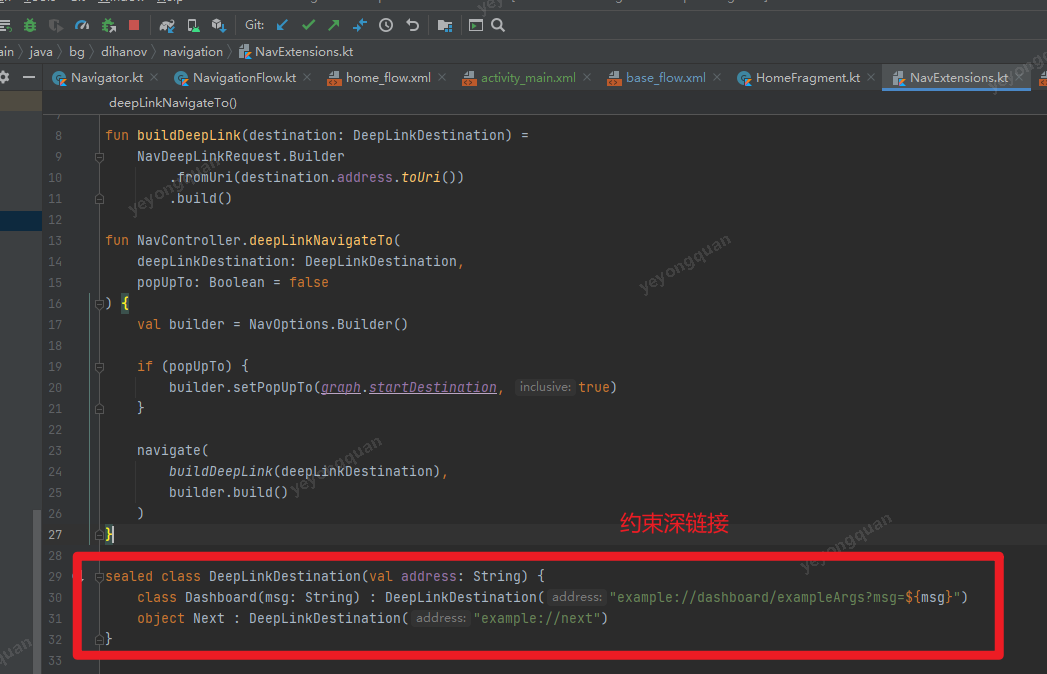 Git:
java
bg
dihanov
navigation
NavExtensions.kt
Navigator.kt
NavigationFlow.kt
home_flow.xml
activity_main.xml
base_flow.xml
HomeFragment.kt
NavExtensions.kt
deepLinkNavigateTo()
8 fun buildDeepLink(destination: DeepLinkDestination) =
9 NavDeepLinkRequest.Builder
10 .fromUri(destination.address.toUri())
11 .build()
12
13 fun NavController.deepLinkNavigateTo(
14 deepLinkDestination: DeepLinkDestination,
15 popUpTo: Boolean = false
16 ) {
17 val builder = NavOptions.Builder()
18
19 if (popUpTo) {
20 builder.setPopUpTo(graph.startDestination, inclusive: true)
21 }
22
23 navigate(
24 buildDeepLink(deepLinkDestination),
25 builder.build()
26 )
约束深链接
27 }
28
29 sealed class DeepLinkDestination(val address: String) {
30 class Dashboard(msg: String) : DeepLinkDestination( address: "example://dashboard/exampleArgs?msg=${msg}")
31 object Next : DeepLinkDestination( address: "example://next")
32 }
33
yeyongquan
yeyongquan
yeyongquan
yeyongquan